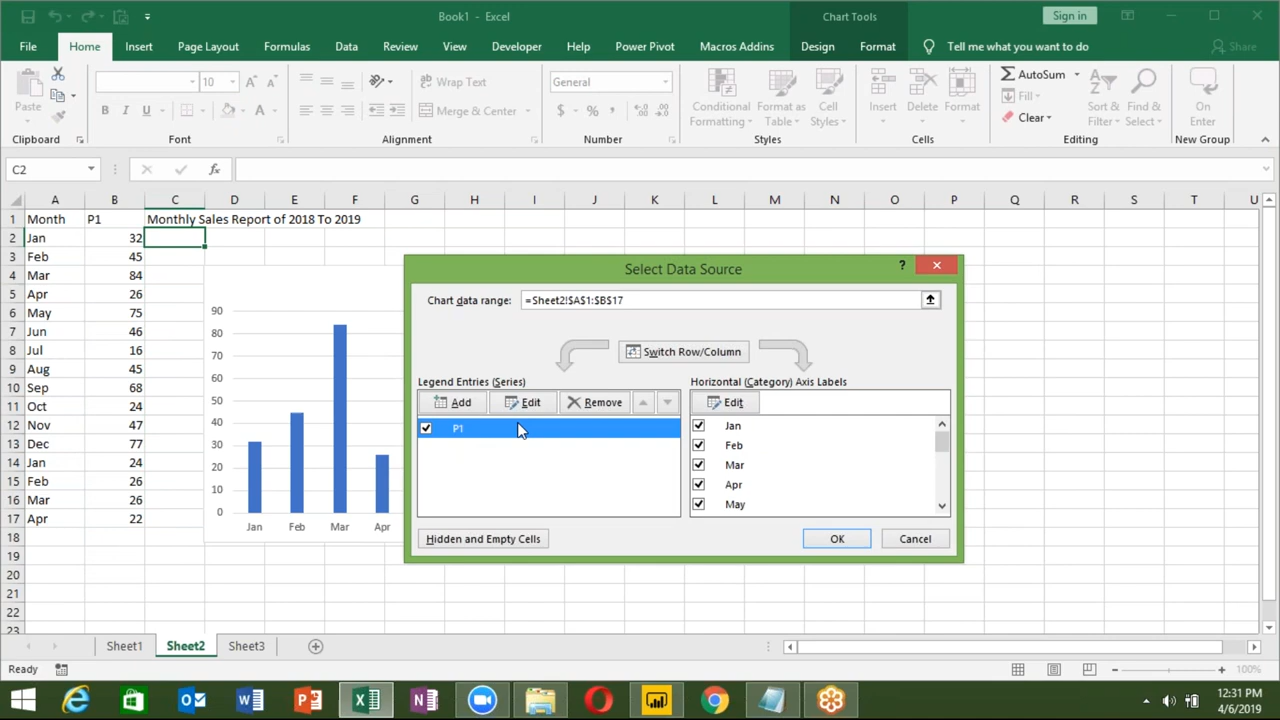 Book1 - Excel
Chart Tools
Sign in
File
Home
Insert
Page Layout
Formulas
Data
Review
View
Developer
Help
Power Pivot
Macros Addins
Design
Format
Tell me what you want to do
Share
Paste
10
Wrap Text
Merge & Center
General
Conditional Formatting
Format as Table
Cell Styles
Insert
Delete
Format
AutoSum
Fill
Clear
Sort & Filter
Find & Select
On Enter
Clipboard
Font
Alignment
Number
Styles
Cells
Editing
New Group
C2
A B C D E F G H I J K L M N O P Q R S T U
1 Month P1 Monthly Sales Report of 2018 To 2019
2 Jan 32
3 Feb 45
4 Mar 84
5 Apr 26
6 May 75
7 Jun 46
8 Jul 16
9 Aug 45
10 Sep 68
11 Oct 24
12 Nov 47
13 Dec 77
14 Jan 24
15 Feb 26
16 Mar 26
17 Apr 22
18
19
20
21
22
23
90
80
70
60
50
40
30
20
10
0
Jan Feb Mar Apr
Select Data Source
Chart data range: =Sheet2!$A$1:$B$17
Switch Row/Column
Legend Entries (Series)
Add Edit Remove
P1
Horizontal (Category) Axis Labels
Edit
Jan
Feb
Mar
Apr
May
Hidden and Empty Cells
OK
Cancel
Sheet1 Sheet2 Sheet3
Ready
100%
12:31 PM
4/6/2019